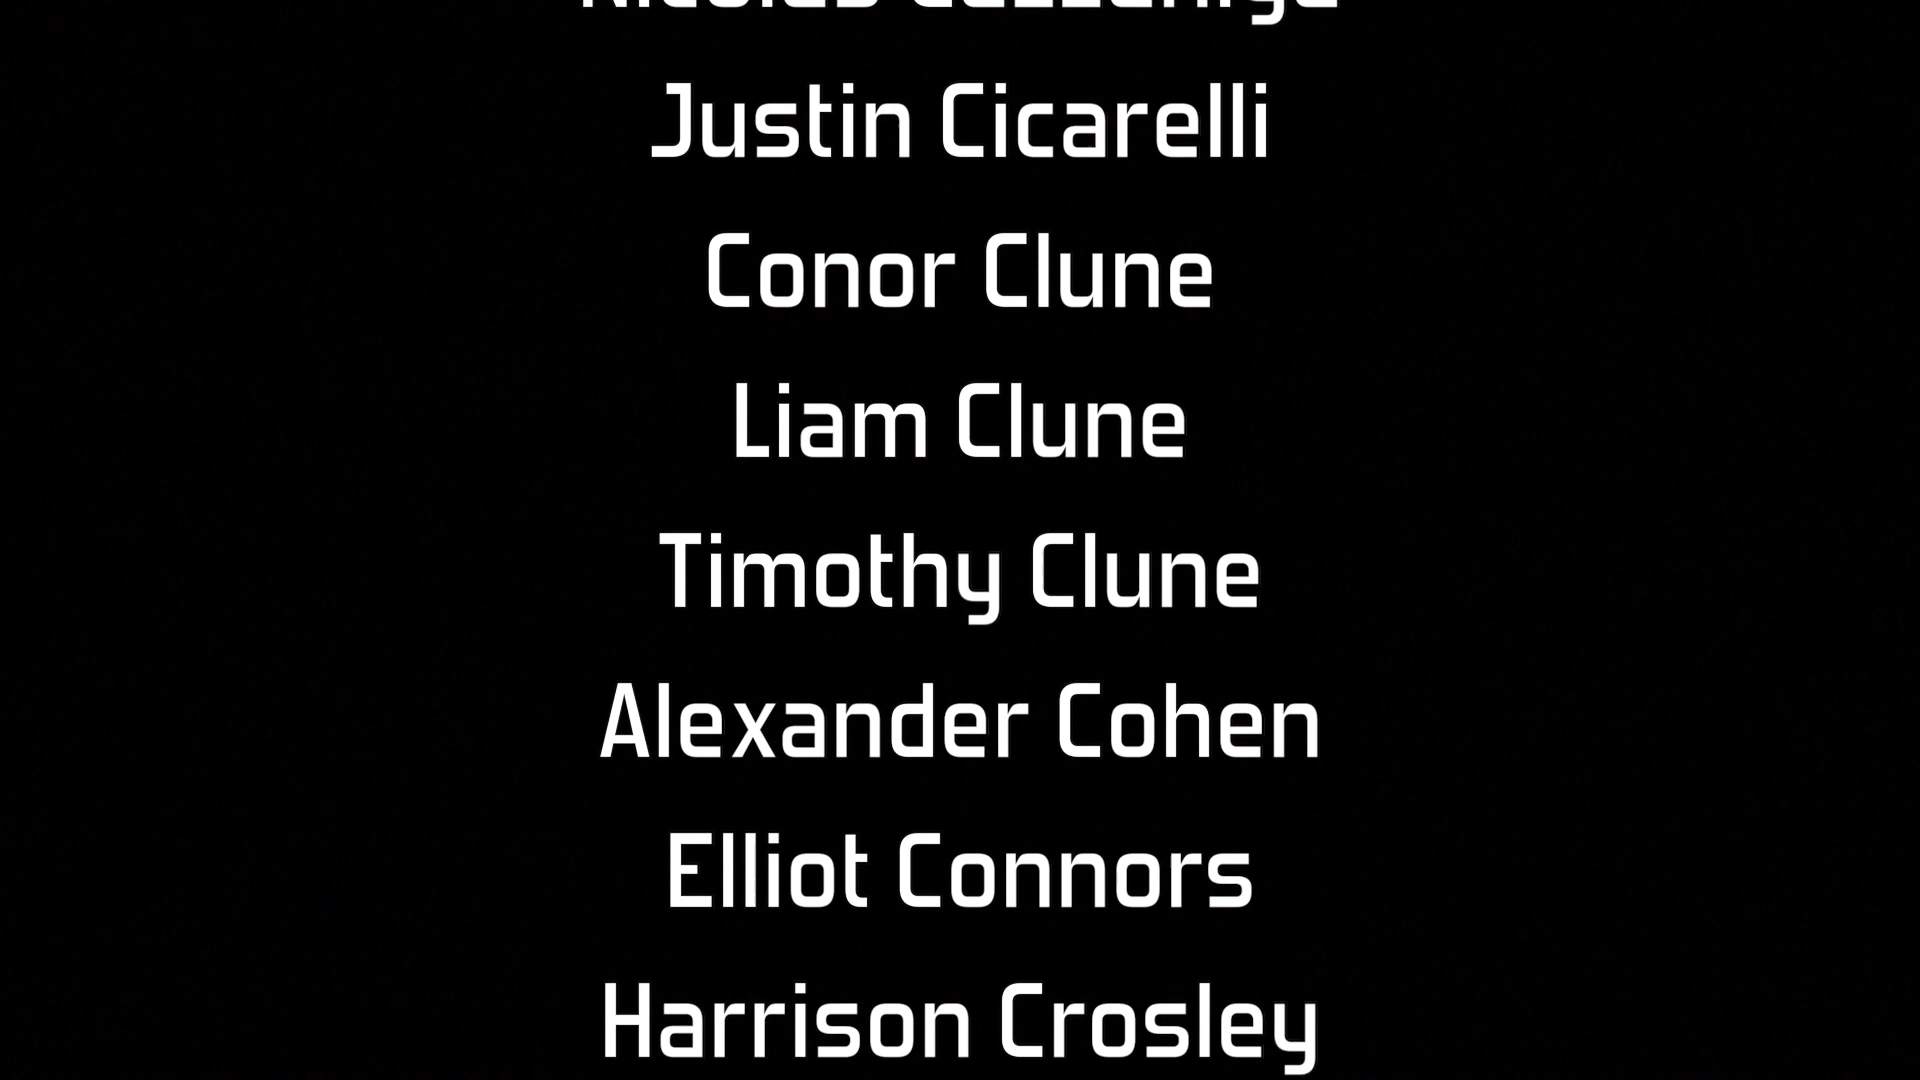 Justin Cicarelli
Conor Clune
Liam Clune
Timothy Clune
Alexander Cohen
Elliot Connors
Harrison Crosley